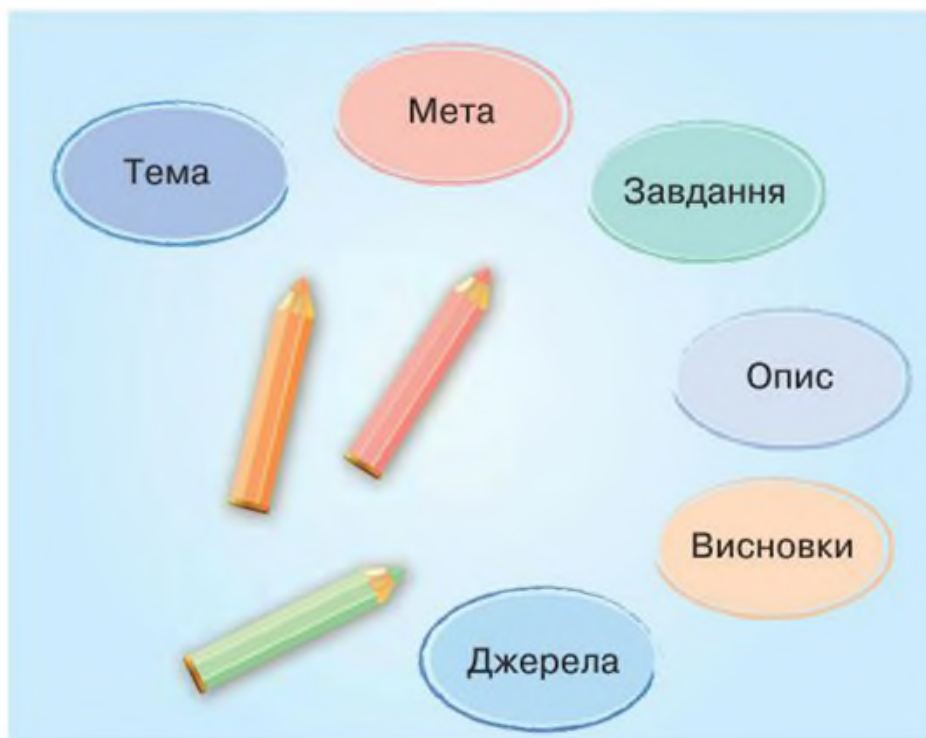 Тема
Мета
Завдання
Опис
Висновки
Джерела